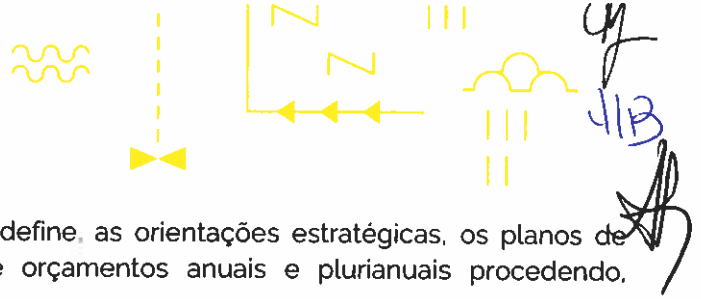 define, as orientações estratégicas, os planos de
e orçamentos anuais e plurianuais procedendo,